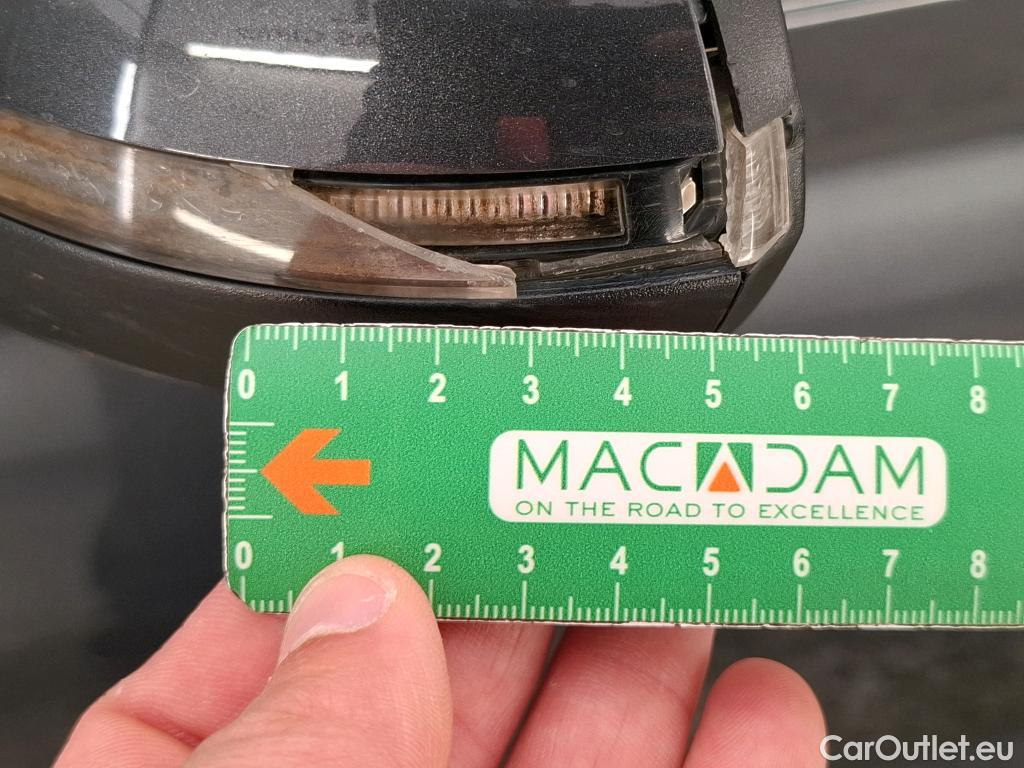 0 1 2 3 4 5 6 7 8
MACADAM
ON THE ROAD TO EXCELLENCE
0 1 2 3 4 5 6 7 8
CarOutlet.eu